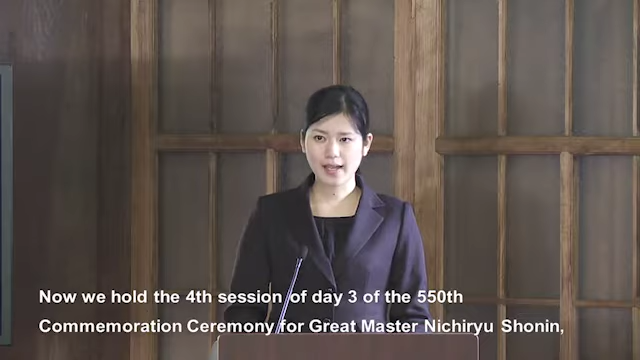 Now we hold the 4th session of day 3 of the 550th
Commemoration Ceremony for Great Master Nichiryu Shonin,